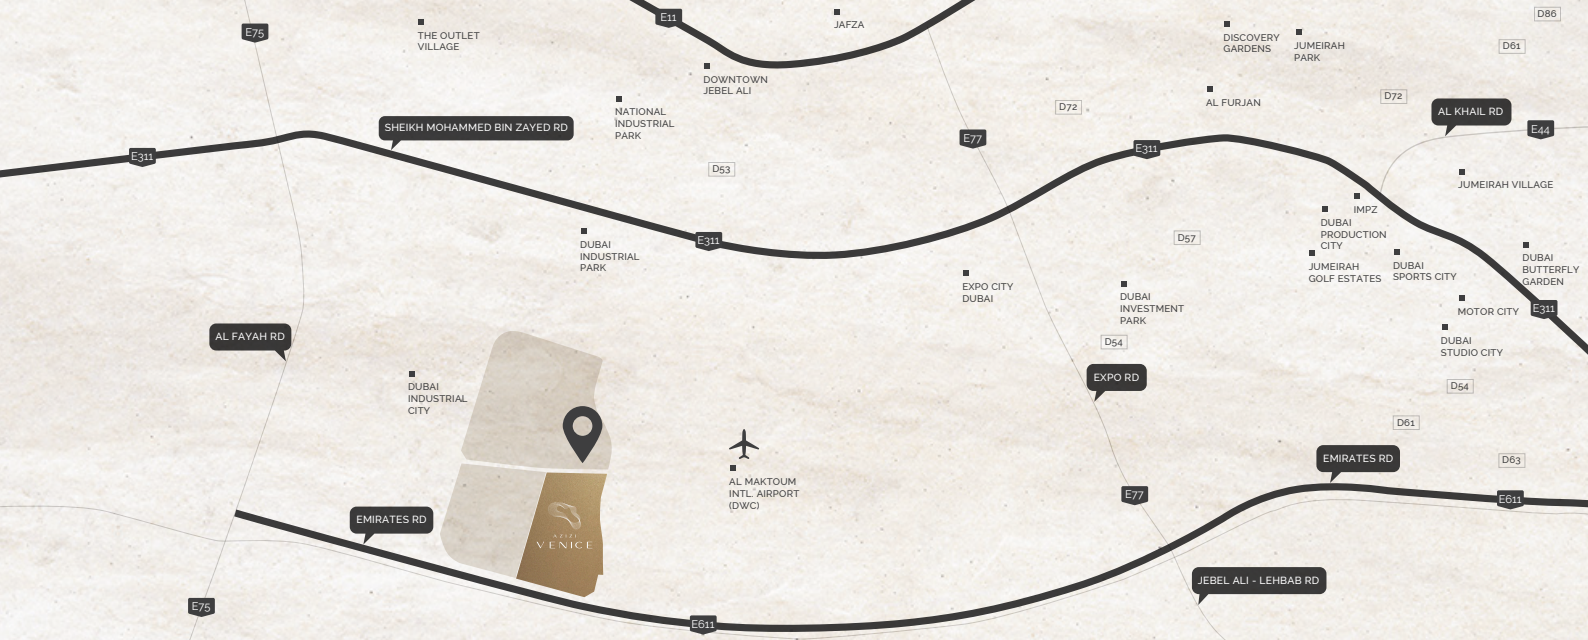 D86
E11
JAFZA
E75
THE OUTLET
VILLAGE
DISCOVERY
GARDENS
JUMEIRAH
PARK
D61
DOWNTOWN
JEBEL ALI
NATIONAL
INDUSTRIAL
PARK
D72
AL FURJAN
D72
AL KHAIL RD
SHEIKH MOHAMMED BIN ZAYED RD
E77
E44
E311
E311
D53
JUMEIRAH VILLAGE
IMPZ
DUBAI
PRODUCTION
CITY
E311
DUBAI
INDUSTRIAL
PARK
D57
JUMEIRAH
GOLF ESTATES
DUBAI
SPORTS CITY
DUBAI
BUTTERFLY
GARDEN
EXPO CITY
DUBAI
DUBAI
INVESTMENT
PARK
MOTOR CITY
E311
AL FAYAH RD
D54
DUBAI
STUDIO CITY
EXPO RD
D54
DUBAI
INDUSTRIAL
CITY
D61
EMIRATES RD
D63
AL MAKTOUM
INTL. AIRPORT
(DWC)
E77
E611
EMIRATES RD
AZIZI
VENICE
JEBEL ALI - LEHBAB RD
E75
E611